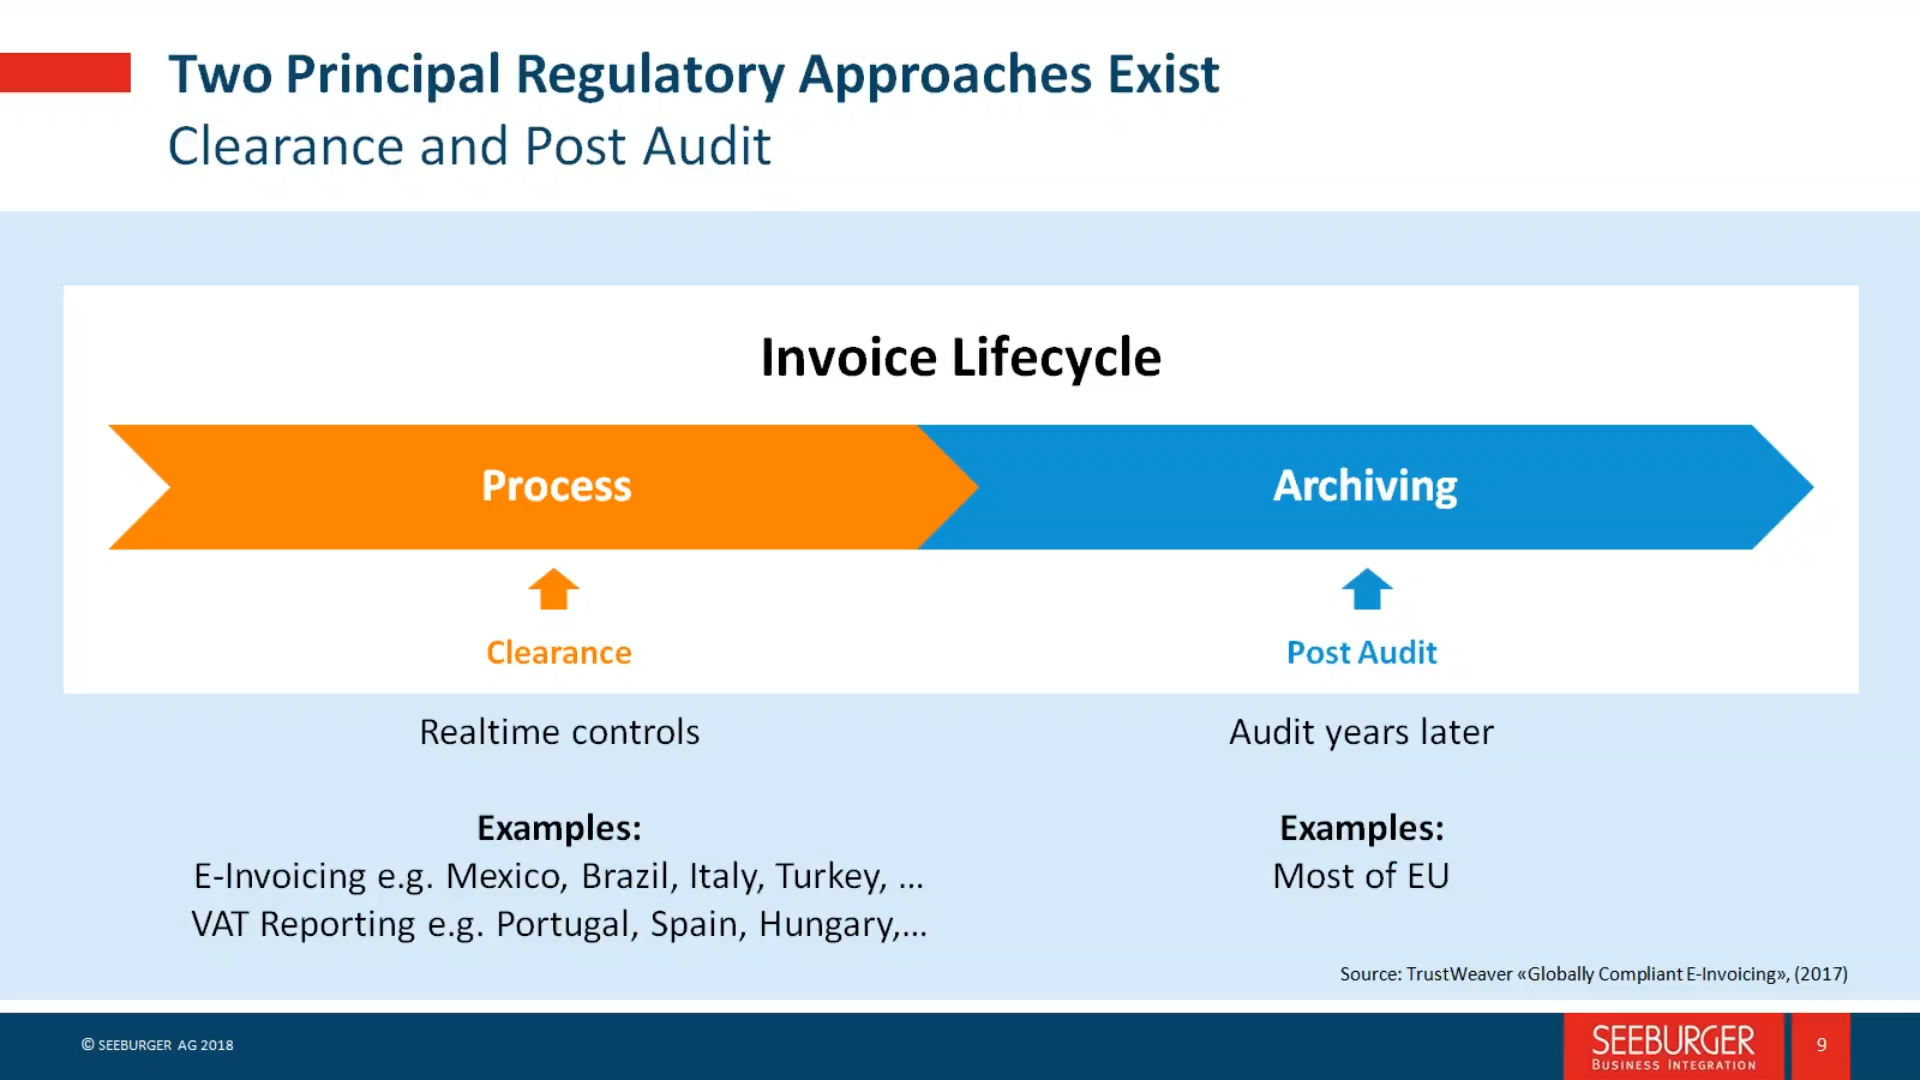 Two Principal Regulatory Approaches Exist
Clearance and Post Audit
Invoice Lifecycle
Process
Archiving
Clearance
Post Audit
Realtime controls
Audit years later
Examples:
E-Invoicing e.g. Mexico, Brazil, Italy, Turkey, ...
VAT Reporting e.g. Portugal, Spain, Hungary,...
Examples:
Most of EU
Source: TrustWeaver «Globally Compliant E-Invoicing», (2017)
© SEEBURGER AG 2018
SEEBURGER
BUSINESS INTEGRATION
9